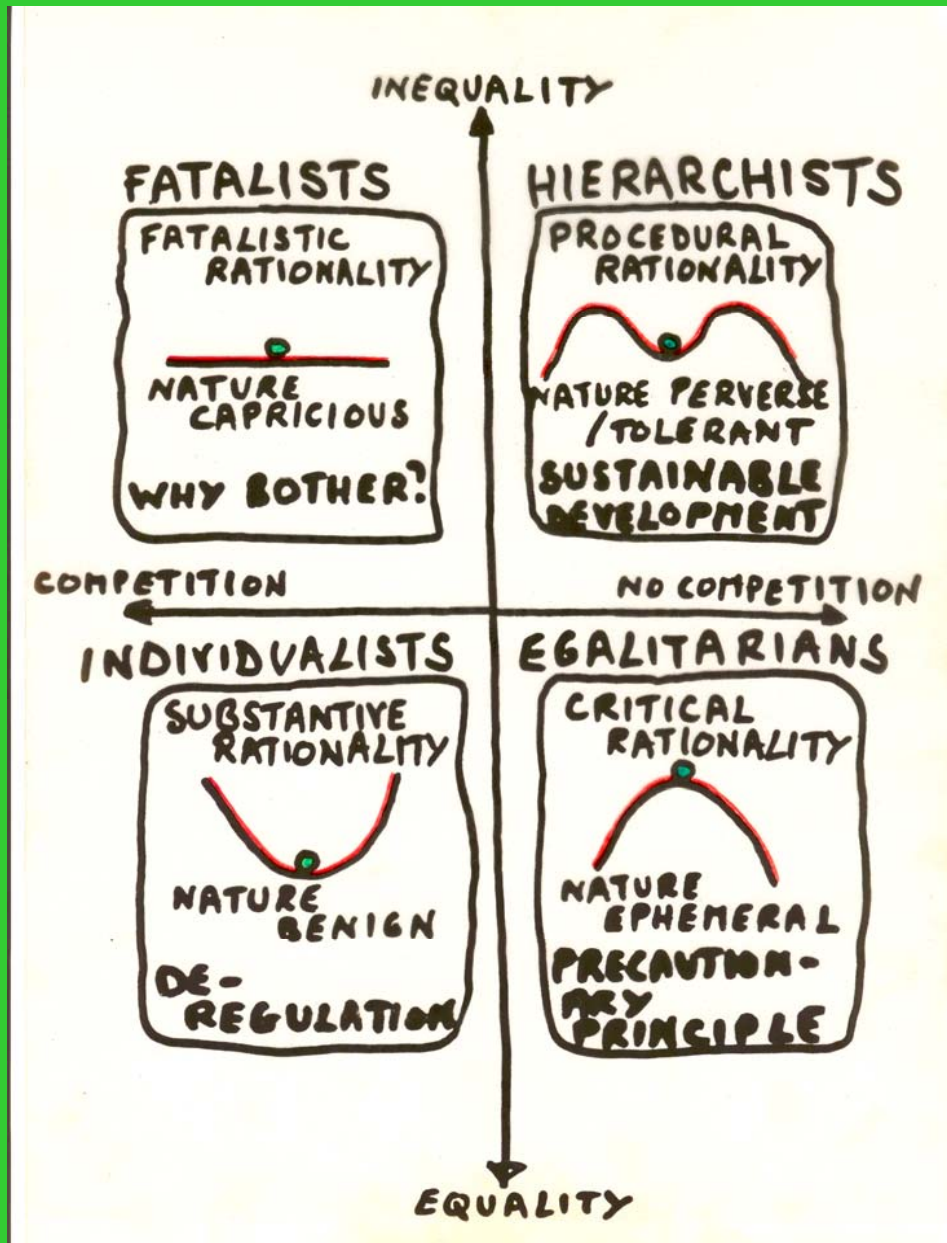 INEQUALITY
FATALISTS
FATALISTIC
RATIONALITY
NATURE
CAPRICIOUS
WHY BOTHER?
HIERARCHISTS
PROCEDURAL
RATIONALITY
NATURE PERVERSE
/TOLERANT
SUSTAINABLE
DEVELOPMENT
COMPETITION
NO COMPETITION
INDIVIDUALISTS
SUBSTANTIVE
RATIONALITY
NATURE
BENIGN
DE-
REGULATION
EGALITARIANS
CRITICAL
RATIONALITY
NATURE
EPHEMERAL
PRECAUTION-
ARY
PRINCIPLE
EQUALITY